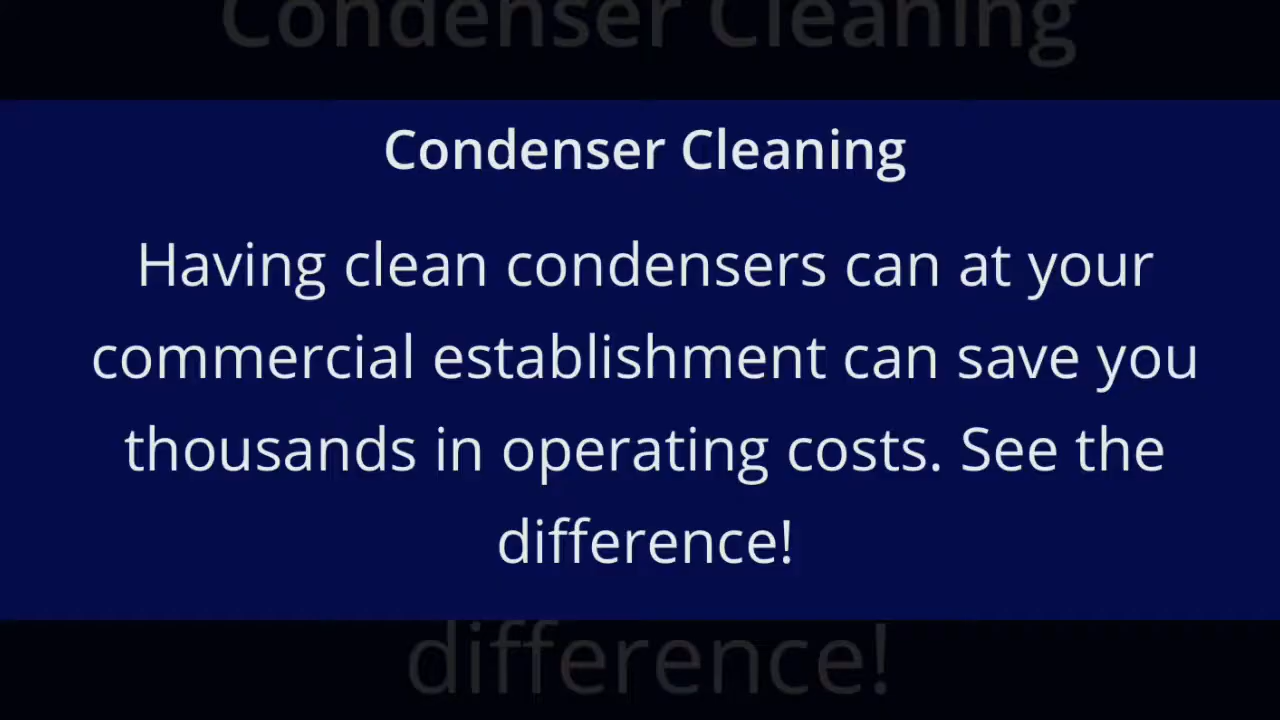 Condenser Cleaning
Condenser Cleaning
Having clean condensers can at your
commercial establishment can save you
thousands in operating costs. See the
difference!
difference!